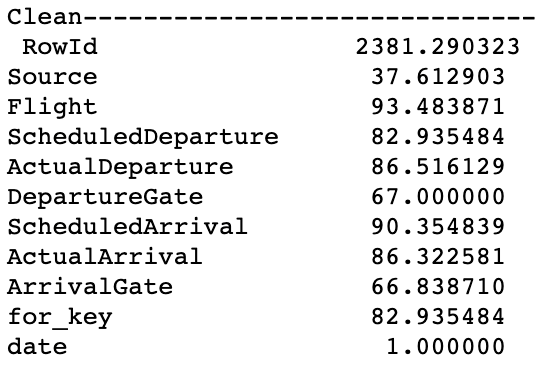 Clean------------------------------
RowId 2381.290323
Source 37.612903
Flight 93.483871
ScheduledDeparture 82.935484
ActualDeparture 86.516129
DepartureGate 67.000000
ScheduledArrival 90.354839
ActualArrival 86.322581
ArrivalGate 66.838710
for_key 82.935484
date 1.000000